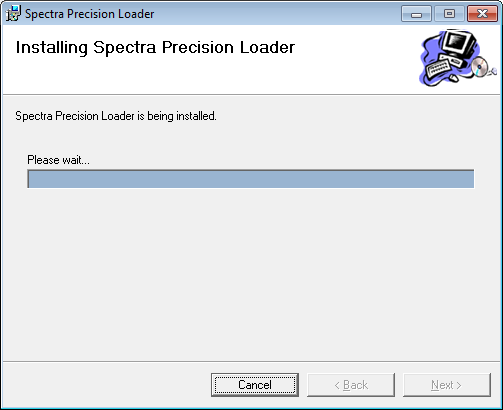 Spectra Precision Loader
Installing Spectra Precision Loader
Spectra Precision Loader is being installed.
Please wait...
Cancel
< Back
Next >